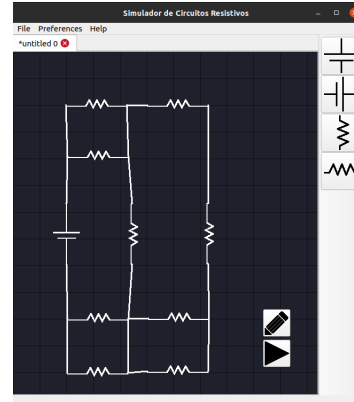 Simulador de Circuitos Resistivos
File Preferences Help
*untitled 0